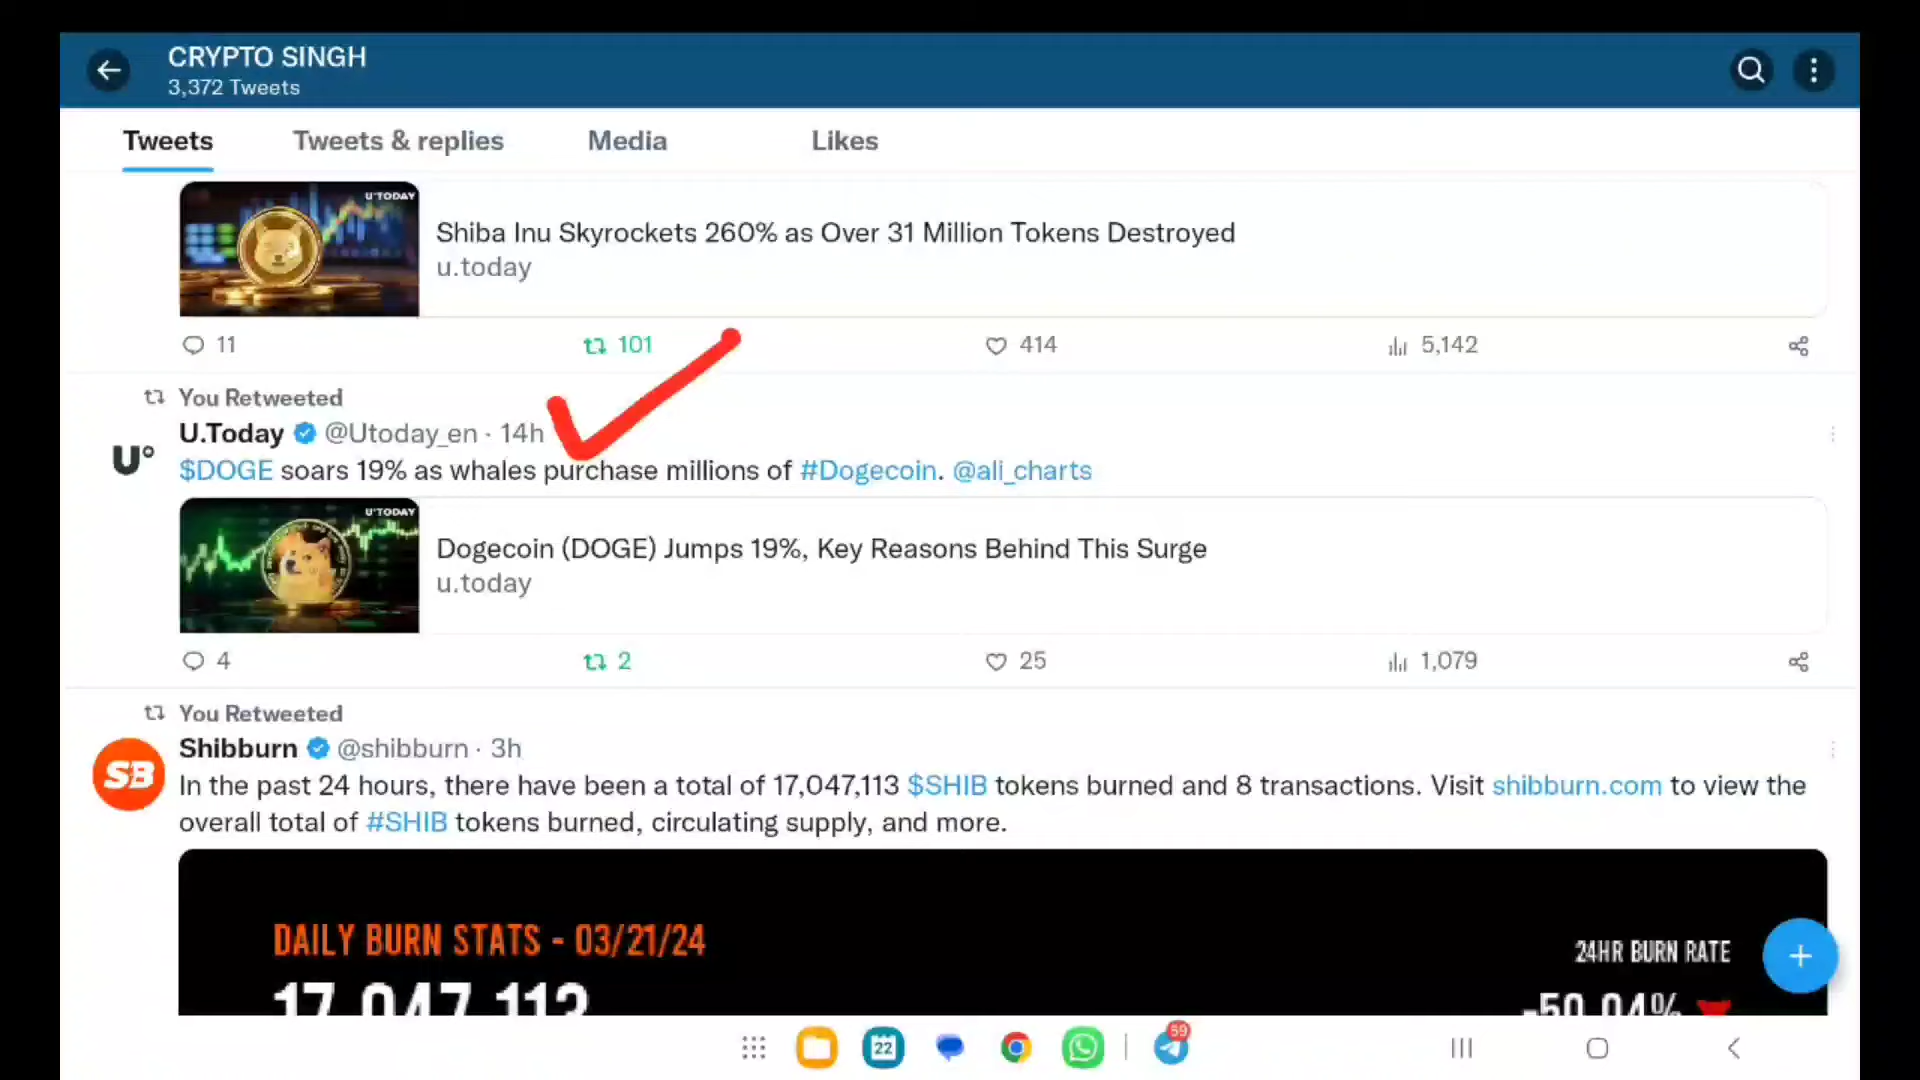 CRYPTO SINGH
3,372 Tweets
Tweets Tweets & replies Media Likes
U°TODAY
Shiba Inu Skyrockets 260% as Over 31 Million Tokens Destroyed
u.today
11 101 414 5,142
You Retweeted
U.Today @Utoday_en · 14h
U°
$DOGE soars 19% as whales purchase millions of #Dogecoin. @ali_charts
U°TODAY
Dogecoin (DOGE) Jumps 19%, Key Reasons Behind This Surge
u.today
4 2 25 1,079
You Retweeted
Shibburn @shibburn · 3h
SB
In the past 24 hours, there have been a total of 17,047,113 $SHIB tokens burned and 8 transactions. Visit shibburn.com to view the
overall total of #SHIB tokens burned, circulating supply, and more.
DAILY BURN STATS - 03/21/24
24HR BURN RATE
17,047,113
-50.04%
22
59